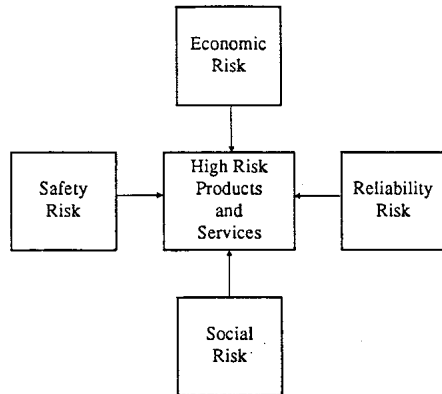 Economic
Risk
Safety
Risk
High Risk
Products
and
Services
Reliability
Risk
Social
Risk